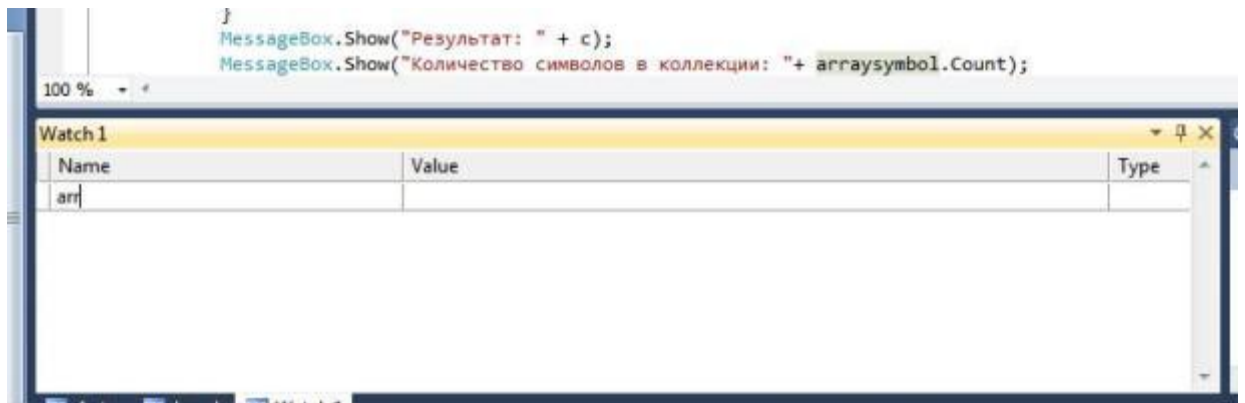 }
MessageBox.Show("Результат: " + c);
MessageBox.Show("Количество символов в коллекции: "+ arraysymbol.Count);
100 %
Watch 1
Name Value Type
arr